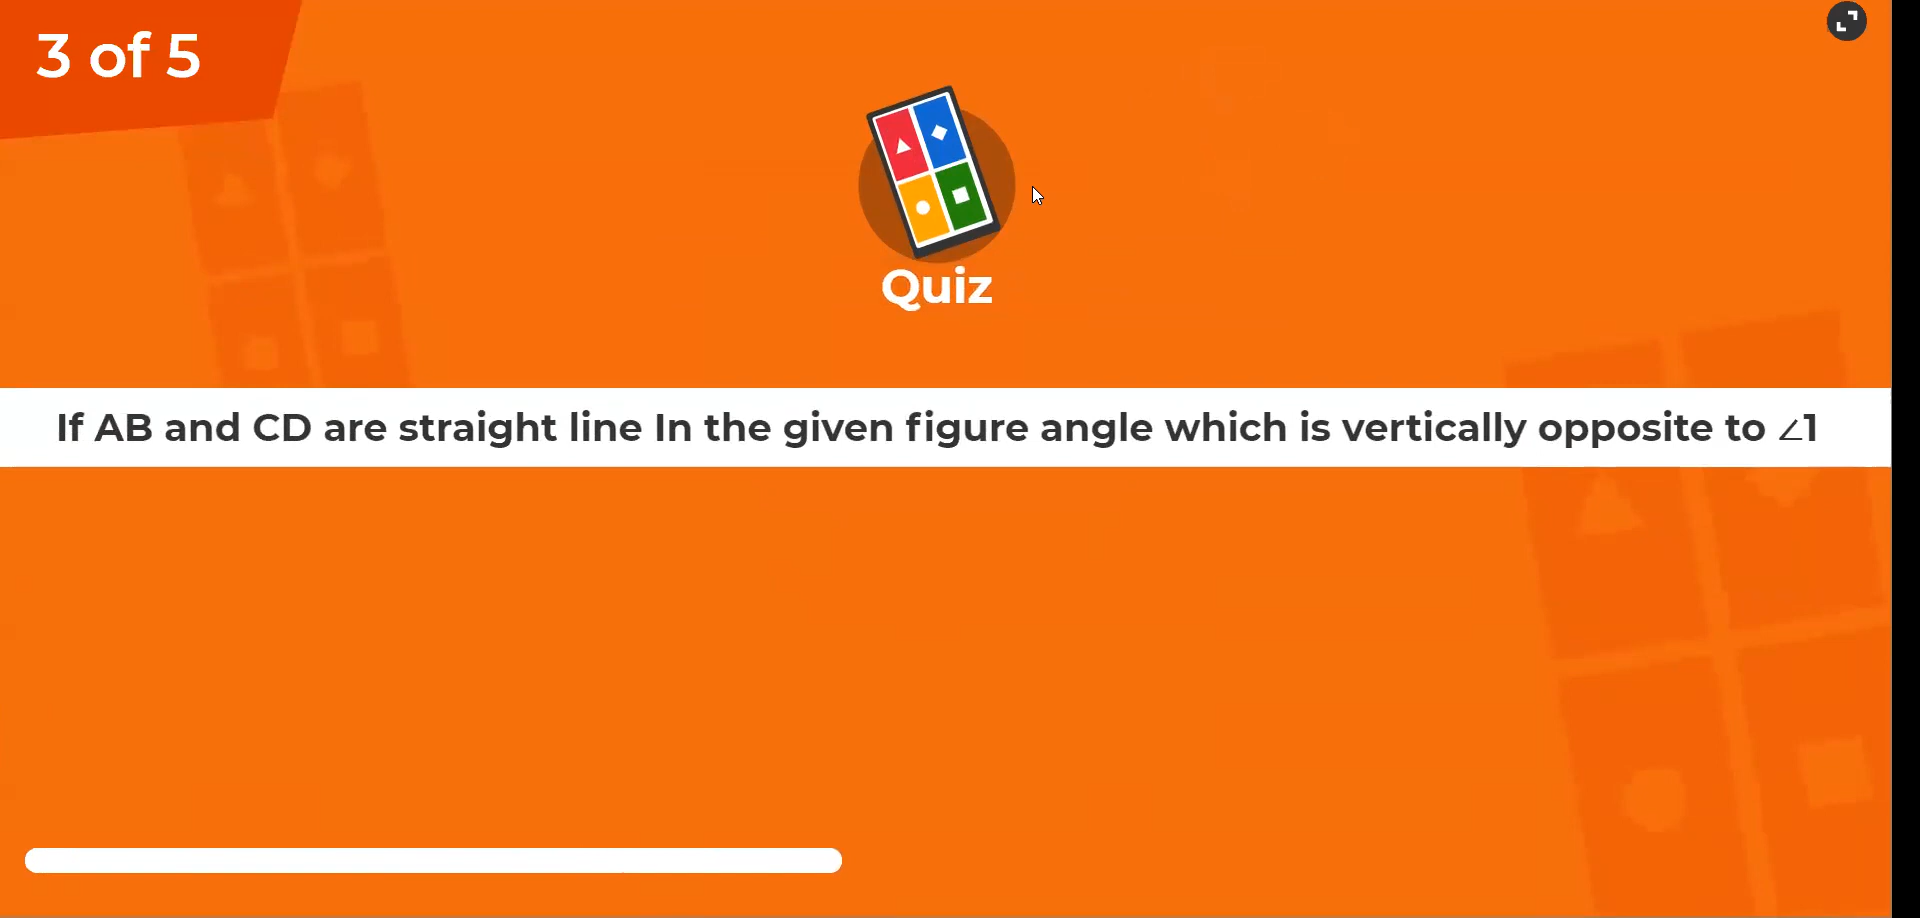 3 of 5
Quiz
If AB and CD are straight line In the given figure angle which is vertically opposite to ∠1